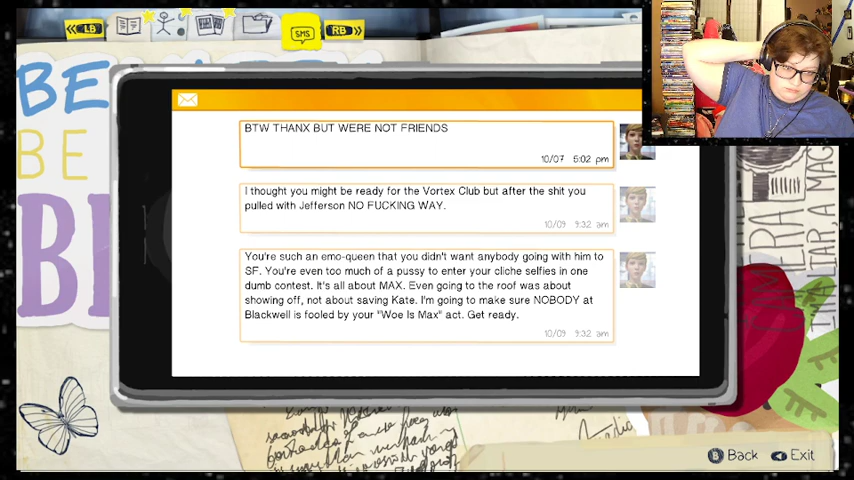 LB
SMS
RB
BE
BE
B
BTW THANX BUT WERE NOT FRIENDS
10/07 5:02 pm
I thought you might be ready for the Vortex Club but after the shit you
pulled with Jefferson NO FUCKING WAY.
10/09 9:32 am
You're such an emo-queen that you didn't want anybody going with him to
SF. You're even too much of a pussy to enter your cliche selfies in one
dumb contest. It's all about MAX. Even going to the roof was about
showing off, not about saving Kate. I'm going to make sure NOBODY at
Blackwell is fooled by your "Woe Is Max" act. Get ready.
10/09 9:32 am
LIAR, A MAG
B Back
Exit